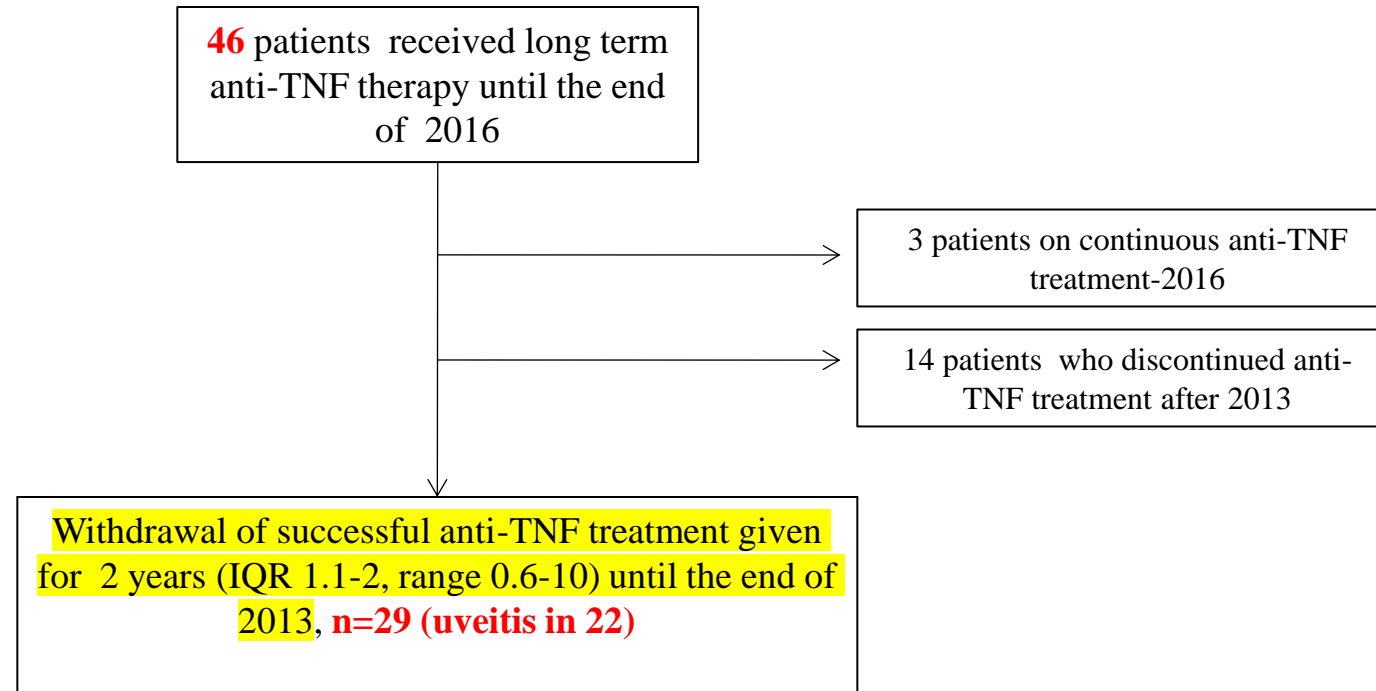 46 patients received long term
anti-TNF therapy until the end
of 2016
3 patients on continuous anti-TNF
treatment-2016
14 patients who discontinued anti-
TNF treatment after 2013
Withdrawal of successful anti-TNF treatment given
for 2 years (IQR 1.1-2, range 0.6-10) until the end of
2013, n=29 (uveitis in 22)